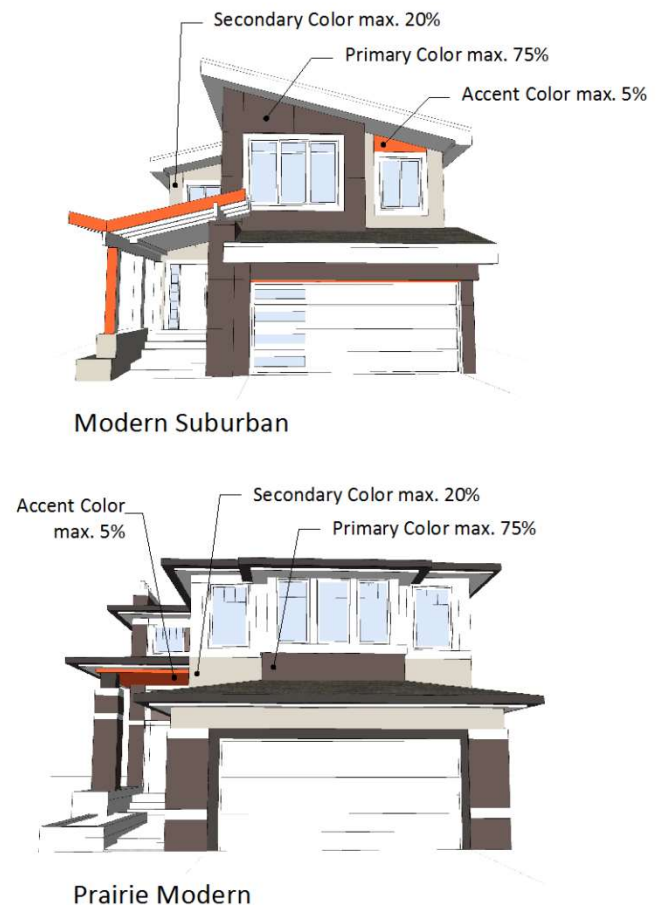 Secondary Color max. 20%
Primary Color max. 75%
Accent Color max. 5%
Modern Suburban
Accent Color
max. 5%
Secondary Color max. 20%
Primary Color max. 75%
Prairie Modern